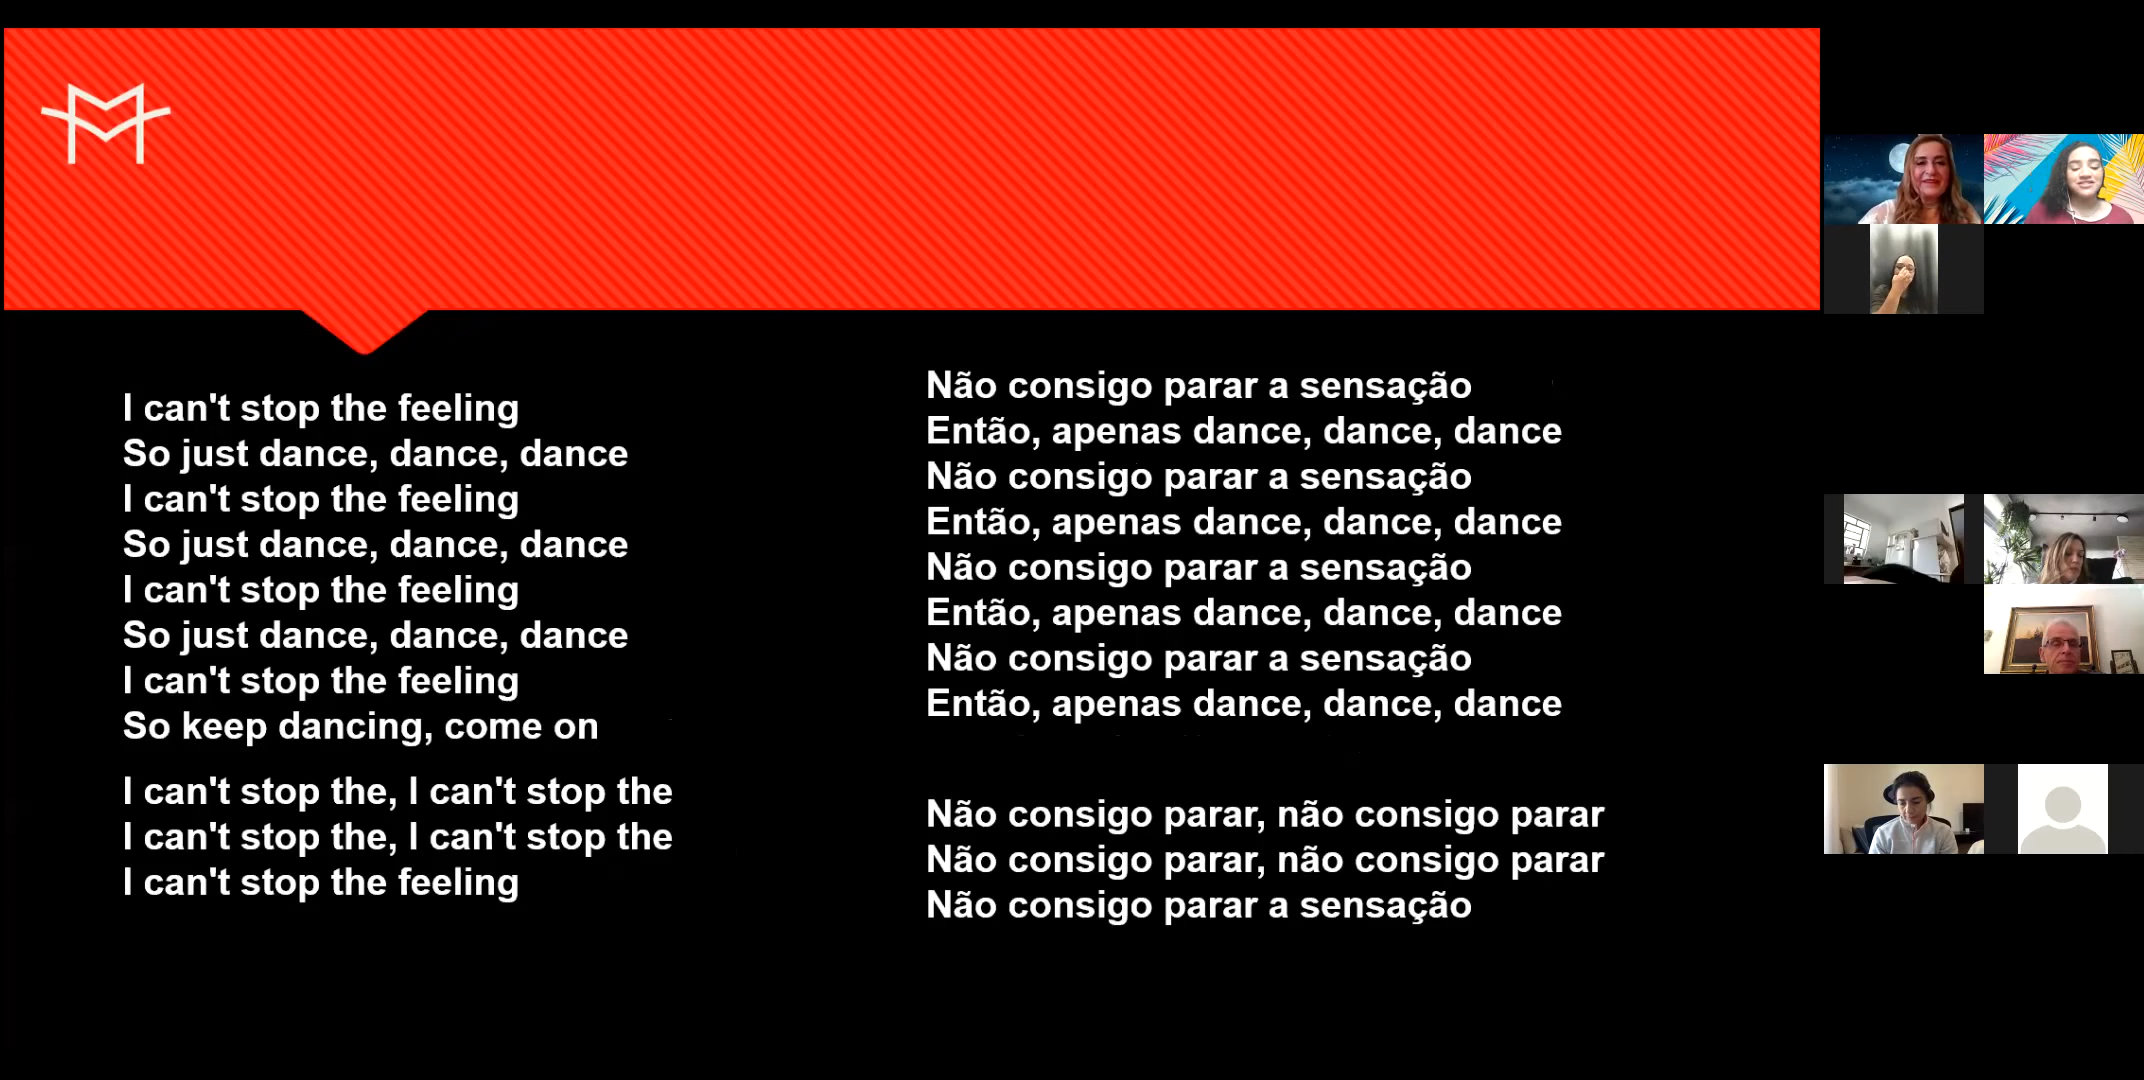 I can't stop the feeling
So just dance, dance, dance
I can't stop the feeling
So just dance, dance, dance
I can't stop the feeling
So just dance, dance, dance
I can't stop the feeling
So keep dancing, come on
I can't stop the, I can't stop the
I can't stop the, I can't stop the
I can't stop the feeling
Não consigo parar a sensação
Então, apenas dance, dance, dance
Não consigo parar a sensação
Então, apenas dance, dance, dance
Não consigo parar a sensação
Então, apenas dance, dance, dance
Não consigo parar a sensação
Então, apenas dance, dance, dance
Não consigo parar, não consigo parar
Não consigo parar, não consigo parar
Não consigo parar a sensação